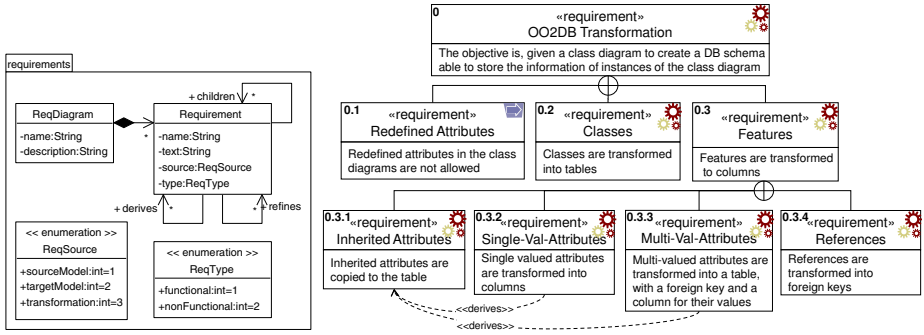 requirements
+ children
*
ReqDiagram
-name:String
-description:String
*
Requirement
-name:String
-text:String
-source:ReqSource
-type:ReqType
+ derives
*
*
+ refines
<< enumeration >>
ReqSource
+sourceModel:int=1
+targetModel:int=2
+transformation:int=3
<< enumeration >>
ReqType
+functional:int=1
+nonFunctional:int=2
0
«requirement»
OO2DB Transformation
The objective is, given a class diagram to create a DB schema
able to store the information of instances of the class diagram
0.1
«requirement»
Redefined Attributes
Redefined attributes in the class
diagrams are not allowed
0.2
«requirement»
Classes
Classes are transformed
into tables
0.3
«requirement»
Features
Features are transformed
to columns
0.3.1
«requirement»
Inherited Attributes
Inherited attributes are
copied to the table
0.3.2
«requirement»
Single-Val-Attributes
Single valued attributes
are transformed into
columns
0.3.3
«requirement»
Multi-Val-Attributes
Multi-valued attributes are
transformed into a table,
with a foreign key and a
column for their values
0.3.4
«requirement»
References
References are
transformed into
foreign keys
<<derives>>
<<derives>>